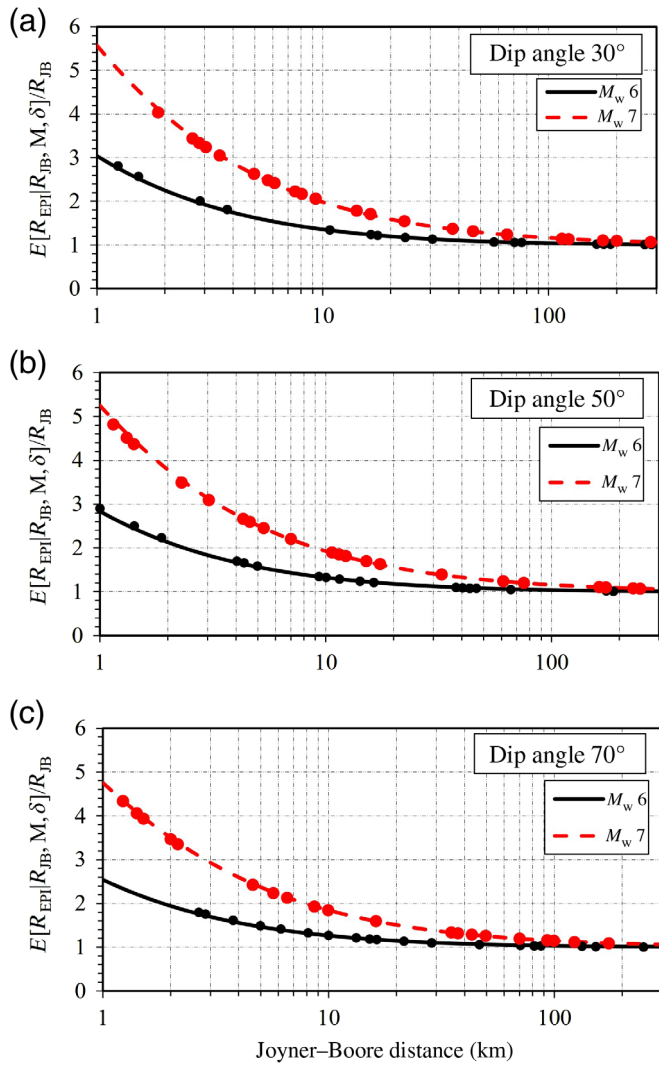 (a)
6
5
4
3
2
1
0
E[R_EPI|R_JB, M, δ]/R_JB
Dip angle 30°
M_w 6
M_w 7
1 10 100
(b)
6
5
4
3
2
1
0
E[R_EPI|R_JB, M, δ]/R_JB
Dip angle 50°
M_w 6
M_w 7
1 10 100
(c)
6
5
4
3
2
1
0
E[R_EPI|R_JB, M, δ]/R_JB
Dip angle 70°
M_w 6
M_w 7
1 10 100
Joyner–Boore distance (km)